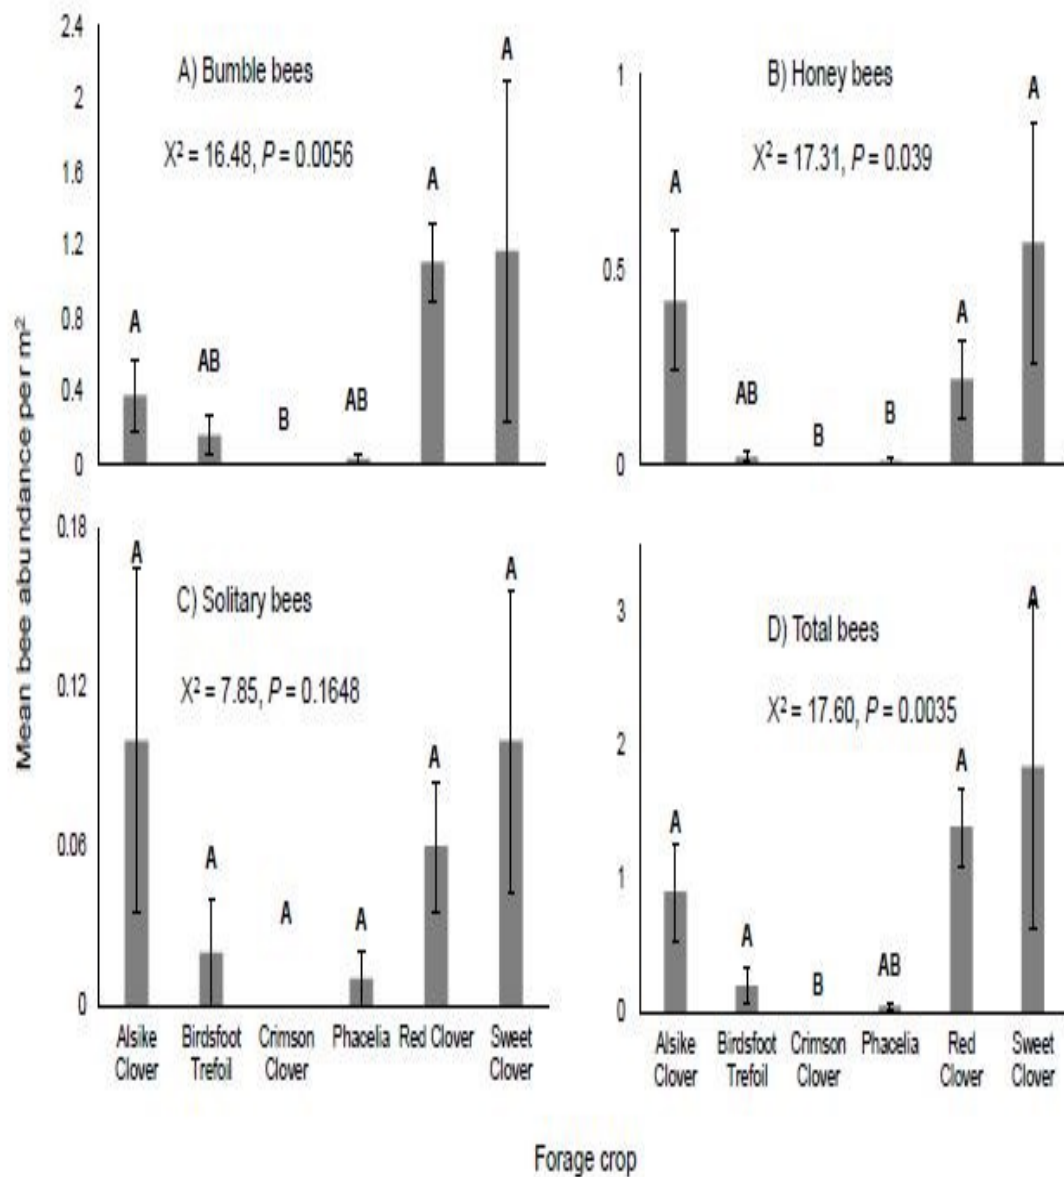 Mean bee abundance per m²
A) Bumble bees
X² = 16.48, P = 0.0056
2.4
2
1.6
1.2
0.8
0.4
0
A
AB
B
AB
A
A
B) Honey bees
X² = 17.31, P = 0.039
1
0.5
0
A
AB
B
B
A
A
C) Solitary bees
X² = 7.85, P = 0.1648
0.18
0.12
0.06
0
A
A
A
A
A
A
Alsike Clover
Birdsfoot Trefoil
Crimson Clover
Phacelia
Red Clover
Sweet Clover
D) Total bees
X² = 17.60, P = 0.0035
3
2
1
0
A
A
B
AB
A
A
Alsike Clover
Birdsfoot Trefoil
Crimson Clover
Phacelia
Red Clover
Sweet Clover
Forage crop